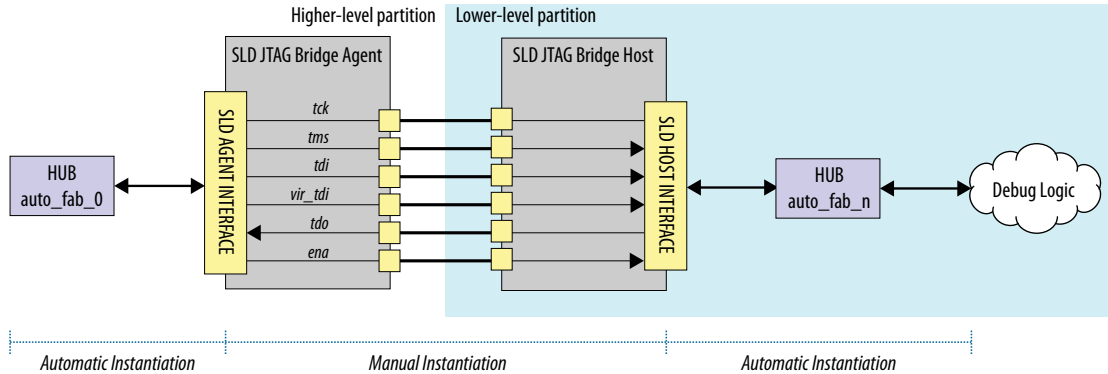 Higher-level partition
Lower-level partition
SLD JTAG Bridge Agent
SLD JTAG Bridge Host
HUB
auto_fab_0
SLD AGENT INTERFACE
tck
tms
tdi
vir_tdi
tdo
ena
SLD HOST INTERFACE
HUB
auto_fab_n
Debug Logic
Automatic Instantiation
Manual Instantiation
Automatic Instantiation